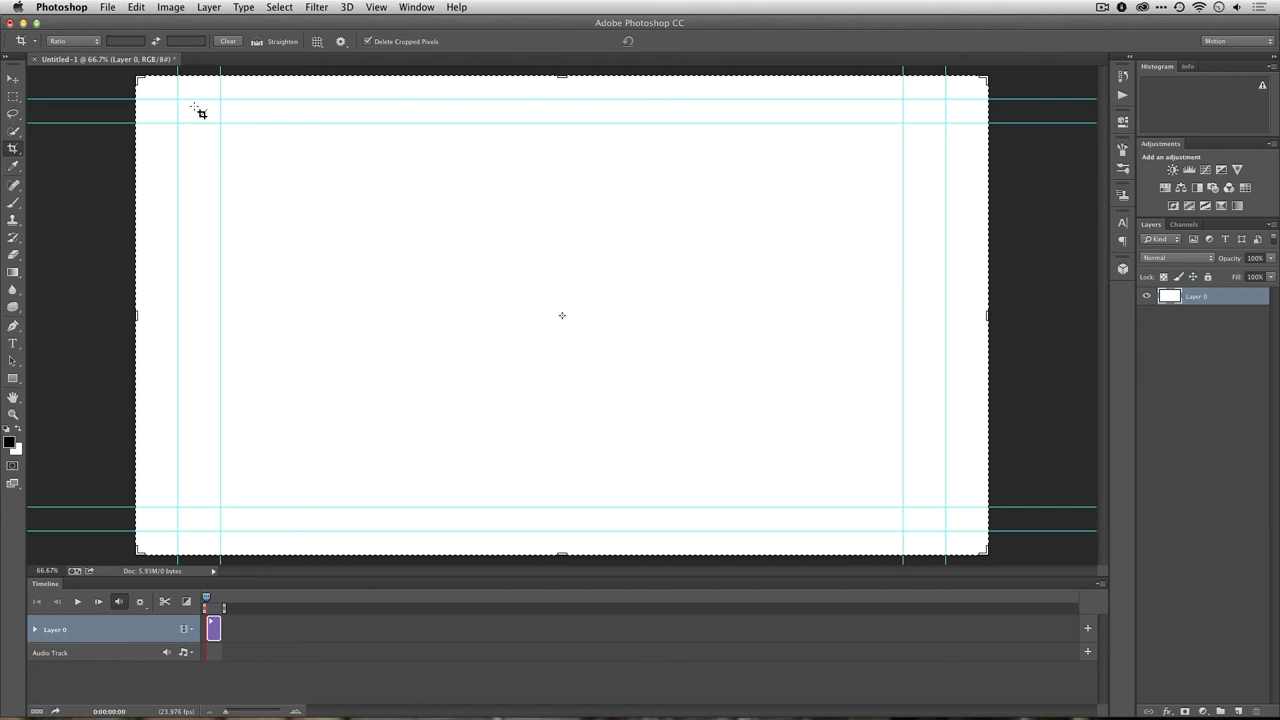 Photoshop File Edit Image Layer Type Select Filter 3D View Window Help
Adobe Photoshop CC
Ratio Clear Straighten Delete Cropped Pixels Motion
Untitled-1 @ 66.7% (Layer 0, RGB/8#) *
Histogram Info
Adjustments
Add an adjustment
Layers Channels
Kind
Normal Opacity: 100%
Lock: Fill: 100%
Layer 0
66.67% Doc: 5.93M/0 bytes
Timeline
Layer 0
Audio Track
0:00:00:00 (23.976 fps)